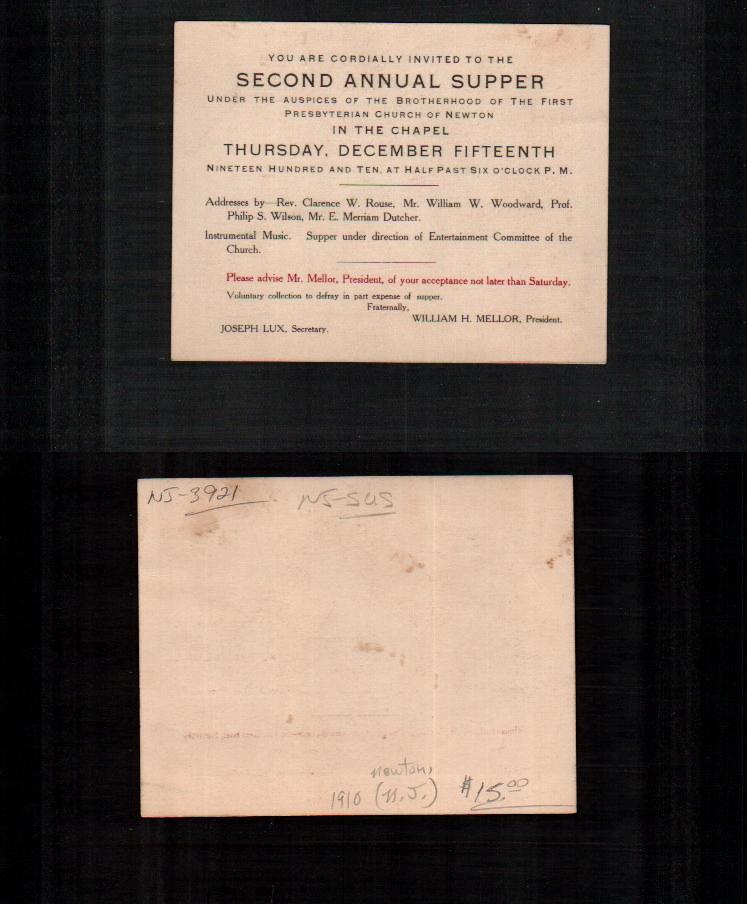 YOU ARE CORDIALLY INVITED TO THE
SECOND ANNUAL SUPPER
UNDER THE AUSPICES OF THE BROTHERHOOD OF THE FIRST
PRESBYTERIAN CHURCH OF NEWTON
IN THE CHAPEL
THURSDAY, DECEMBER FIFTEENTH
NINETEEN HUNDRED AND TEN, AT HALF PAST SIX O'CLOCK P. M.
Addresses by Rev. Clarence W. Rouse, Mr. William W. Woodward, Prof.
Philip S. Wilson, Mr. E. Merriam Dutcher.
Instrumental Music. Supper under direction of Entertainment Committee of the
Church.
Please advise Mr. Mellor, President, of your acceptance not later than Saturday.
Voluntary collection to defray in part expense of supper.
Fraternally,
WILLIAM H. MELLOR, President.
JOSEPH LUX, Secretary.
NJ-3921 NJ-SUS
Newton,
1910 (N.J.) $15.00